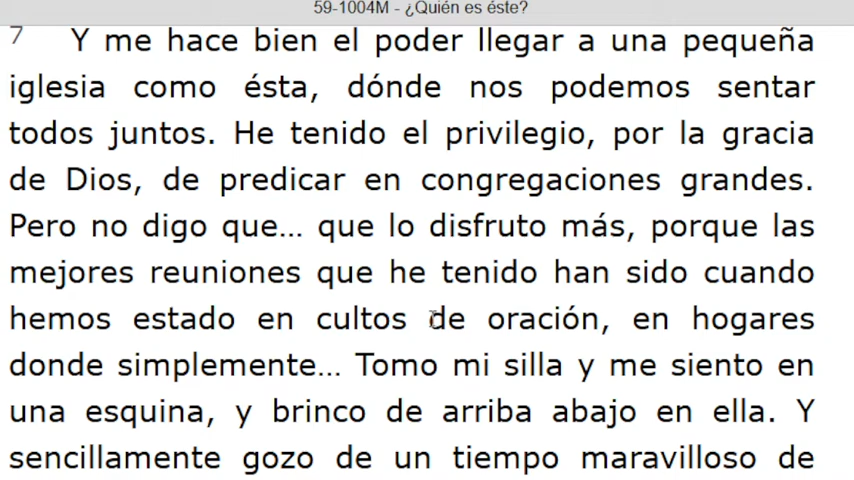 59-1004M - ¿Quién es éste?
7 Y me hace bien el poder llegar a una pequeña
iglesia como ésta, dónde nos podemos sentar
todos juntos. He tenido el privilegio, por la gracia
de Dios, de predicar en congregaciones grandes.
Pero no digo que… que lo disfruto más, porque las
mejores reuniones que he tenido han sido cuando
hemos estado en cultos de oración, en hogares
donde simplemente… Tomo mi silla y me siento en
una esquina, y brinco de arriba abajo en ella. Y
sencillamente gozo de un tiempo maravilloso de